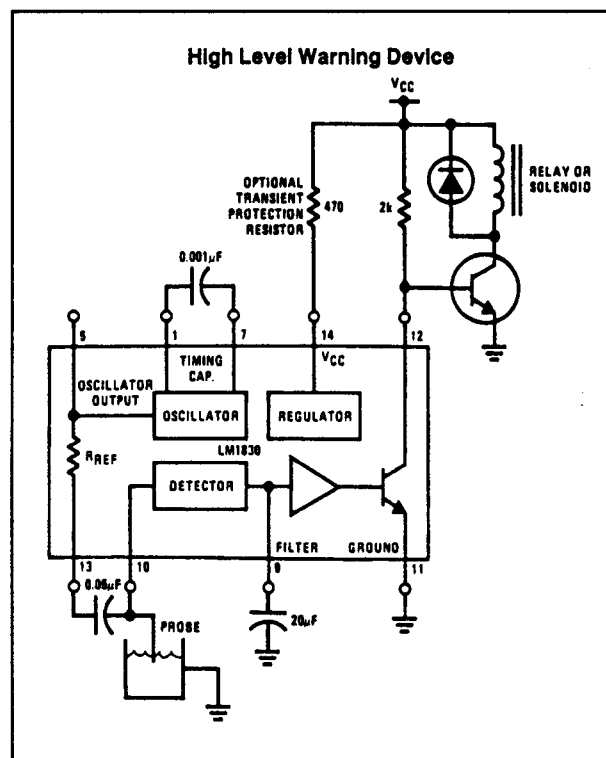 High Level Warning Device
VCC
OPTIONAL
TRANSIENT
PROTECTION
RESISTOR
470
2k
RELAY OR
SOLENOID
0.001μF
5
1
7
14
12
TIMING
CAP.
VCC
OSCILLATOR
OUTPUT
OSCILLATOR
REGULATOR
RREF
LM1830
DETECTOR
FILTER
GROUND
13
10
9
11
0.05μF
PROBE
20μF